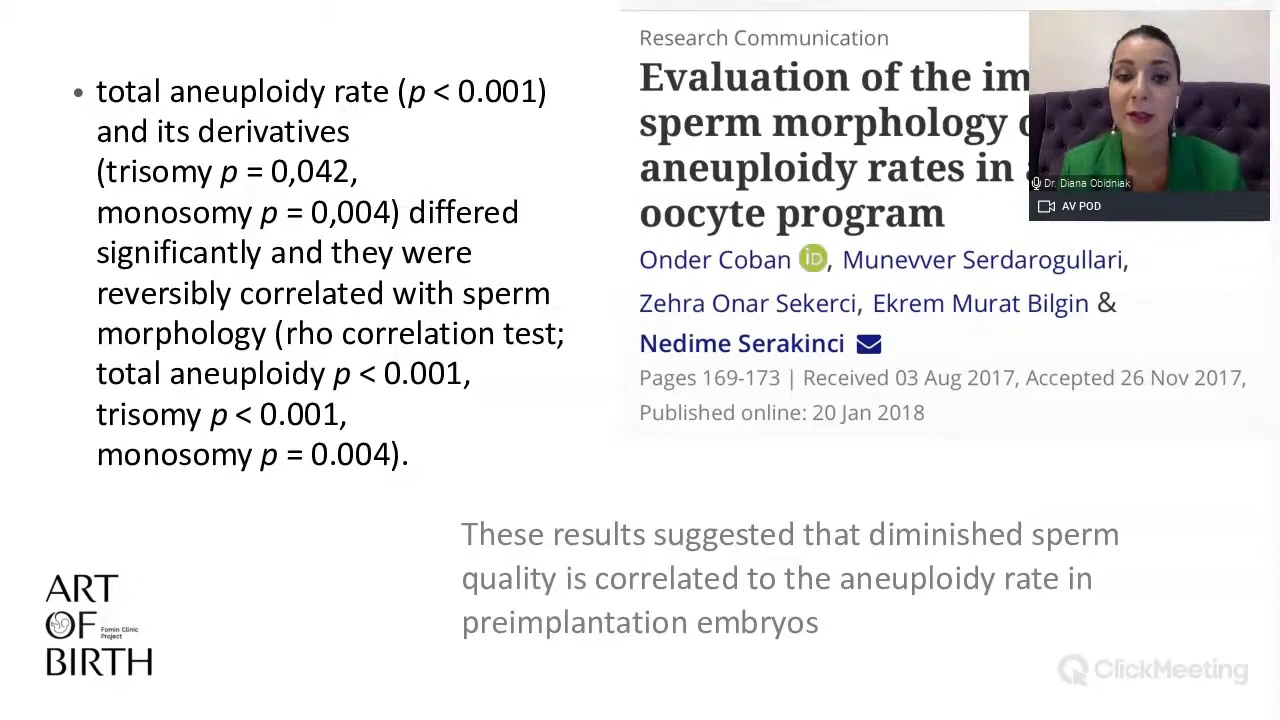 • total aneuploidy rate (p < 0.001)
and its derivatives
(trisomy p = 0,042,
monosomy p = 0,004) differed
significantly and they were
reversibly correlated with sperm
morphology (rho correlation test;
total aneuploidy p < 0.001,
trisomy p < 0.001,
monosomy p = 0.004).
Research Communication
Evaluation of the im
sperm morphology
aneuploidy rates in
oocyte program
Onder Coban iD, Munevver Serdarogullari,
Zehra Onar Sekerci, Ekrem Murat Bilgin &
Nedime Serakinci
Pages 169-173 | Received 03 Aug 2017, Accepted 26 Nov 2017,
Published online: 20 Jan 2018
Dr. Diana Obidniak
AV POD
These results suggested that diminished sperm
quality is correlated to the aneuploidy rate in
preimplantation embryos
ART
OF
Fomin Clinic
Project
BIRTH
ClickMeeting